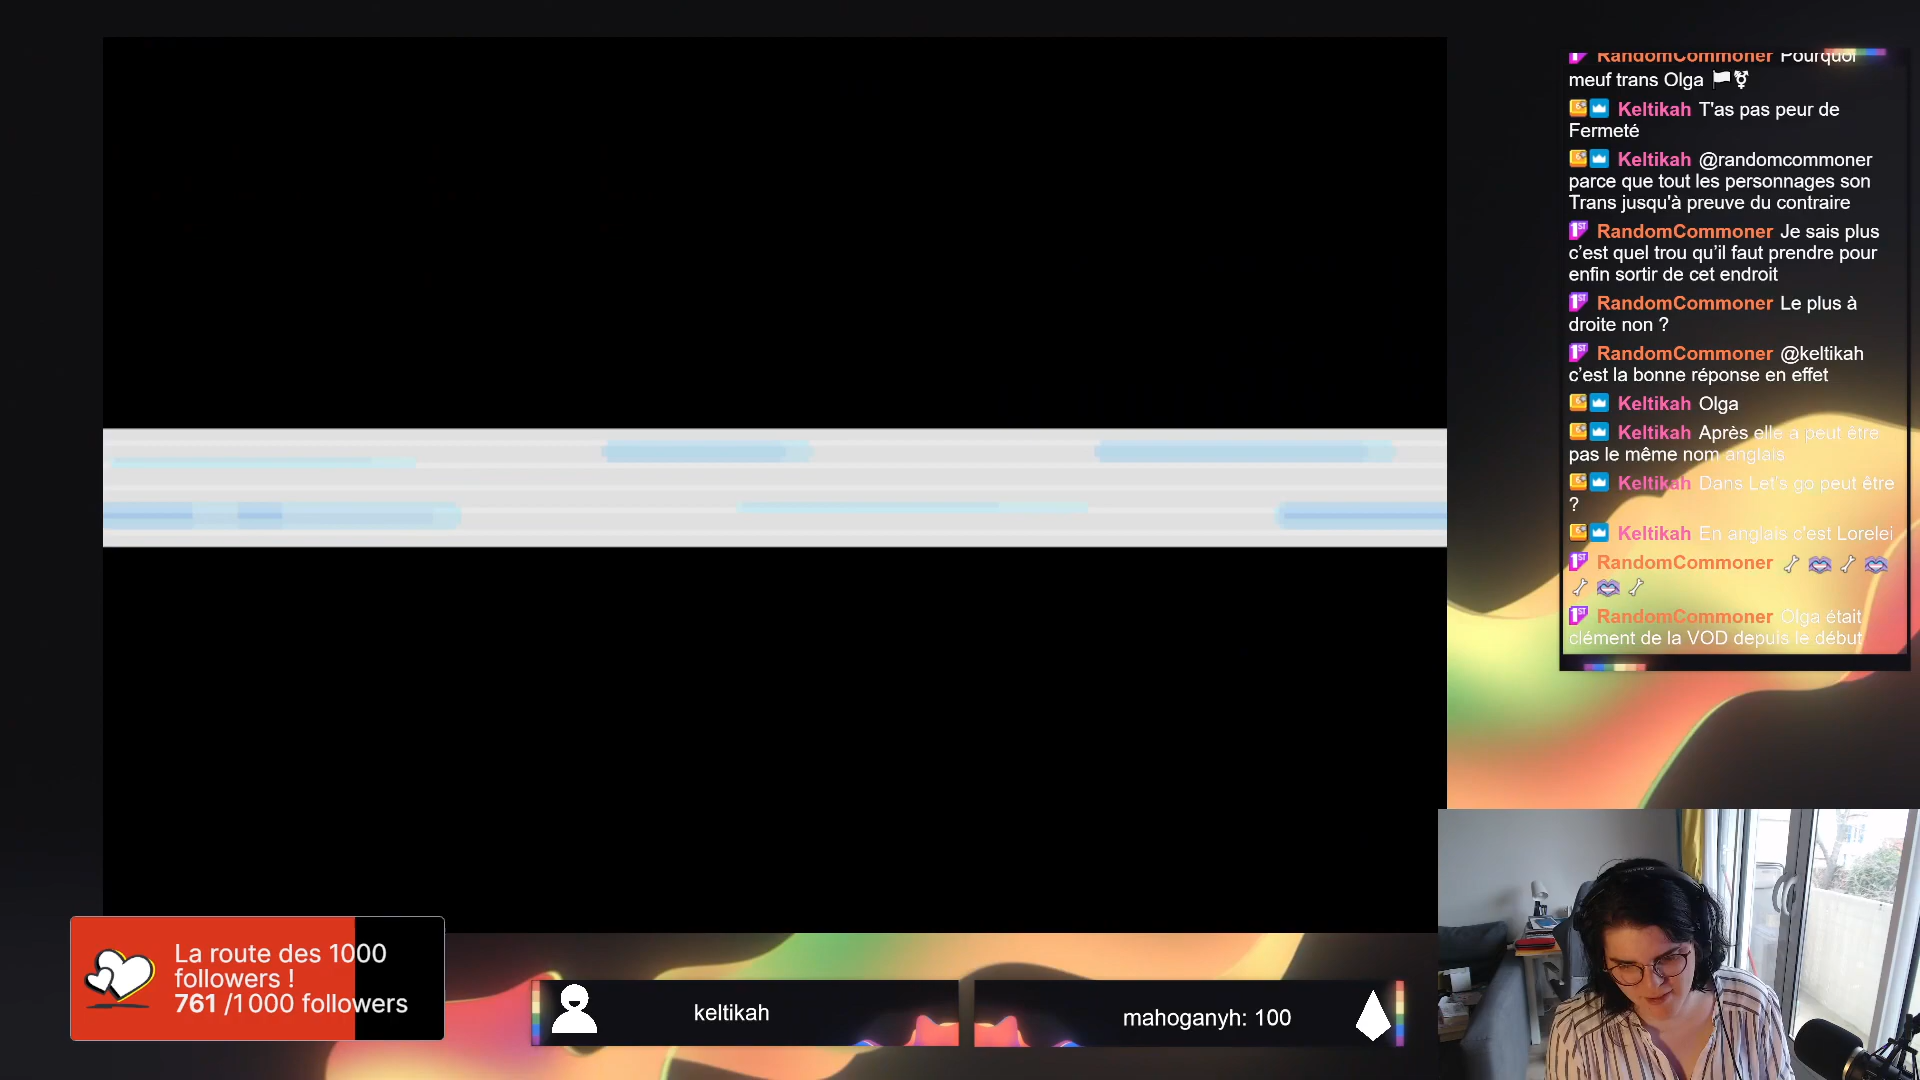 RandomCommoner Pourquoi
meuf trans Olga
Keltikah T'as pas peur de
Fermeté
Keltikah @randomcommoner
parce que tout les personnages son
Trans jusqu'à preuve du contraire
RandomCommoner Je sais plus
c’est quel trou qu’il faut prendre pour
enfin sortir de cet endroit
RandomCommoner Le plus à
droite non ?
RandomCommoner @keltikah
c’est la bonne réponse en effet
Keltikah Olga
Keltikah Après elle a peut être
pas le même nom anglais
Keltikah Dans Let's go peut être
?
Keltikah En anglais c'est Lorelei
RandomCommoner
RandomCommoner Olga était
clément de la VOD depuis le début
La route des 1000
followers !
761 /1 000 followers
keltikah
mahoganyh: 100